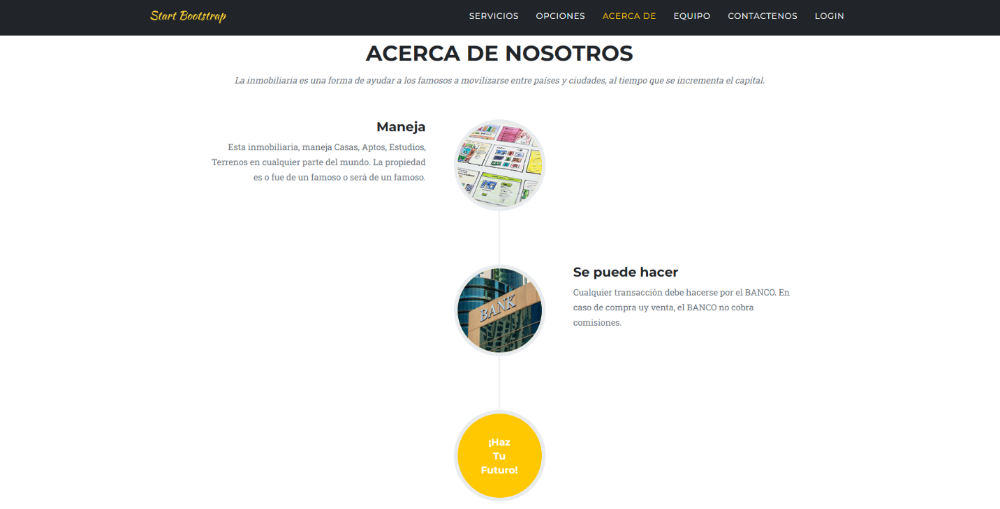 Start Bootstrap
SERVICIOS OPCIONES ACERCA DE EQUIPO CONTACTENOS LOGIN
ACERCA DE NOSOTROS
La inmobiliaria es una forma de ayudar a los famosos a movilizarse entre países y ciudades, al tiempo que se incrementa el capital.
Maneja
Esta inmobiliaria, maneja Casas, Aptos, Estudios,
Terrenos en cualquier parte del mundo. La propiedad
es o fue de un famoso o será de un famoso.
Se puede hacer
Cualquier transacción debe hacerse por el BANCO. En
caso de compra uy venta, el BANCO no cobra
comisiones.
BANK
¡Haz
Tu
Futuro!